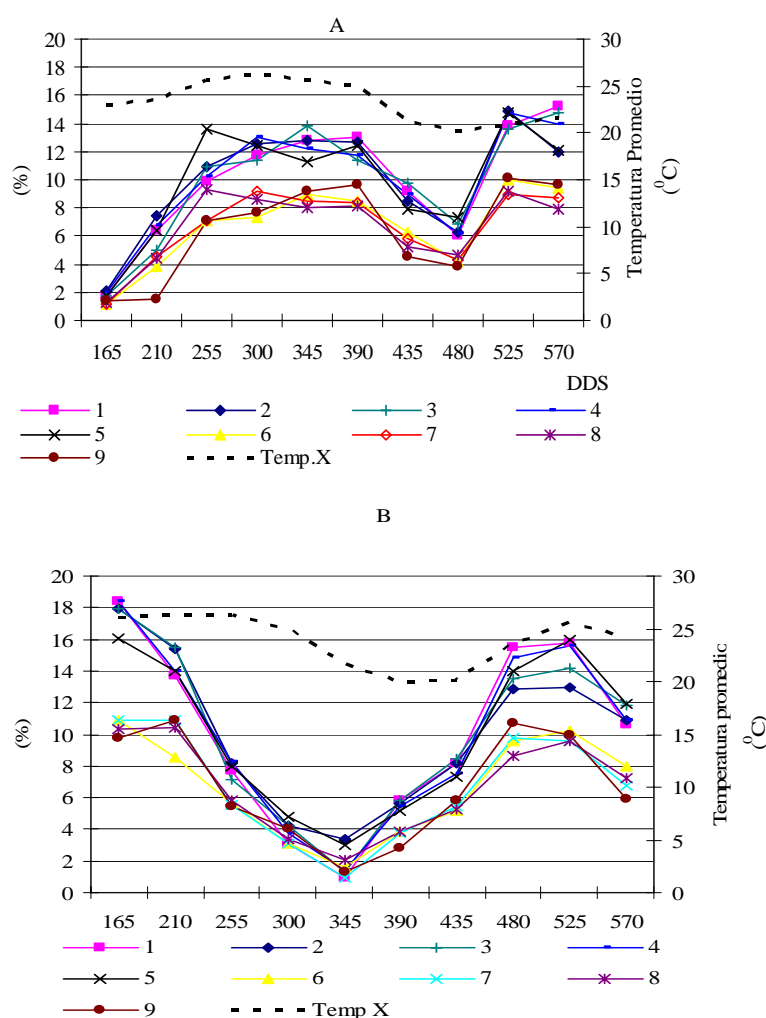 A
20
18
16
14
12
10
8
6
4
2
0
(%)
30
25
20
15
10
5
0
Temperatura Promedio
(⁰C)
165 210 255 300 345 390 435 480 525 570
DDS
1 2 3 4
5 6 7 8
9 Temp.X
B
20
18
16
14
12
10
8
6
4
2
0
(%)
30
25
20
15
10
5
0
Temperatura promedic
(⁰C)
165 210 255 300 345 390 435 480 525 570
1 2 3 4
5 6 7 8
9 Temp X